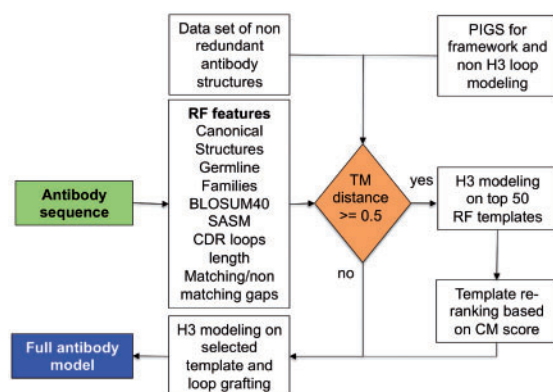 Data set of non
redundant
antibody
structures
PIGS for
framework and
non H3 loop
modeling
RF features
Canonical
Structures
Germline
Families
BLOSUM40
SASM
CDR loops
length
Matching/non
matching gaps
Antibody
sequence
TM
distance
>= 0.5
yes
no
H3 modeling
on top 50
RF templates
Template re-
ranking based
on CM score
H3 modeling on
selected
template and
loop grafting
Full antibody
model